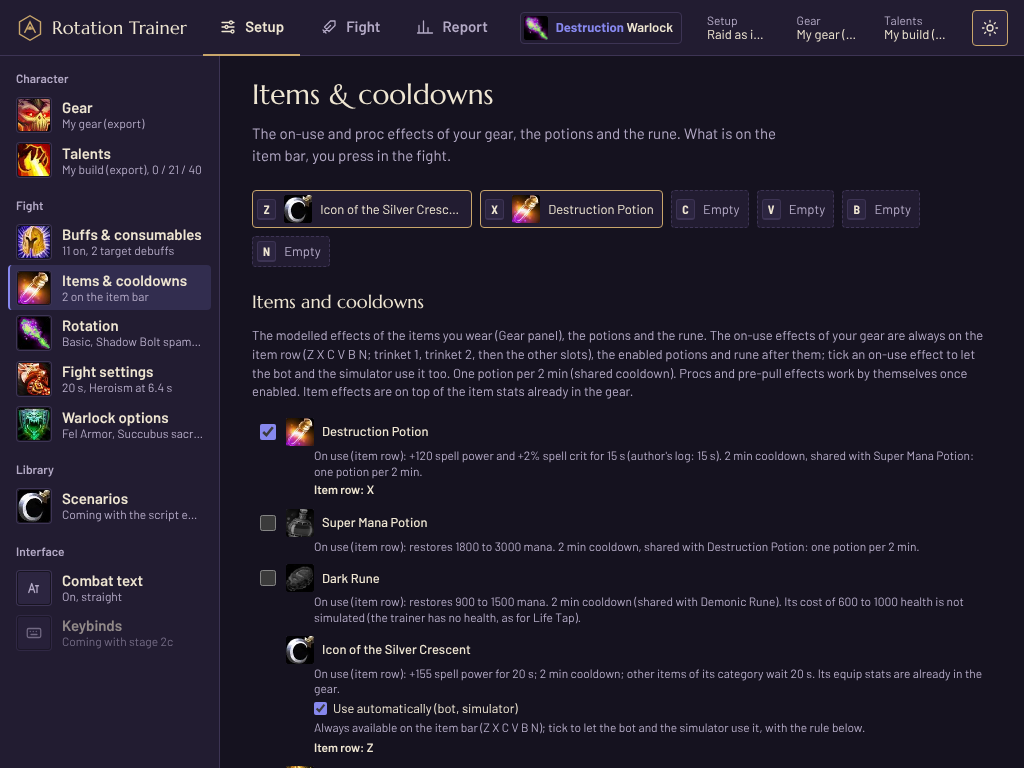 Rotation Trainer
Setup
Fight
Report
Destruction Warlock
Setup
Raid as i…
Gear
My gear (…
Talents
My build (…
Character
Gear
My gear (export)
Talents
My build (export), 0 / 21 / 40
Fight
Buffs & consumables
11 on, 2 target debuffs
Items & cooldowns
2 on the item bar
Rotation
Basic, Shadow Bolt spam…
Fight settings
20 s, Heroism at 6.4 s
Warlock options
Fel Armor, Succubus sacr…
Library
Scenarios
Coming with the script e…
Interface
Combat text
On, straight
Keybinds
Coming with stage 2c
Items & cooldowns
The on-use and proc effects of your gear, the potions and the rune. What is on the
item bar, you press in the fight.
Z Icon of the Silver Cresc…
X Destruction Potion
C Empty
V Empty
B Empty
N Empty
Items and cooldowns
The modelled effects of the items you wear (Gear panel), the potions and the rune. The on-use effects of your gear are always on the
item row (Z X C V B N; trinket 1, trinket 2, then the other slots), the enabled potions and rune after them; tick an on-use effect to let
the bot and the simulator use it too. One potion per 2 min (shared cooldown). Procs and pre-pull effects work by themselves once
enabled. Item effects are on top of the item stats already in the gear.
Destruction Potion
On use (item row): +120 spell power and +2% spell crit for 15 s (author's log: 15 s). 2 min cooldown, shared with Super Mana Potion:
one potion per 2 min.
Item row: X
Super Mana Potion
On use (item row): restores 1800 to 3000 mana. 2 min cooldown, shared with Destruction Potion: one potion per 2 min.
Dark Rune
On use (item row): restores 900 to 1500 mana. 2 min cooldown (shared with Demonic Rune). Its cost of 600 to 1000 health is not
simulated (the trainer has no health, as for Life Tap).
Icon of the Silver Crescent
On use (item row): +155 spell power for 20 s; 2 min cooldown; other items of its category wait 20 s. Its equip stats are already in the
gear.
Use automatically (bot, simulator)
Always available on the item bar (Z X C V B N); tick to let the bot and the simulator use it, with the rule below.
Item row: Z